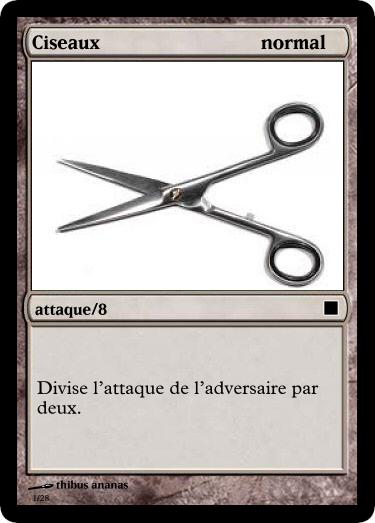 Ciseaux normal
attaque/8
Divise l'attaque de l'adversaire par
deux.
thibus ananas
1/28